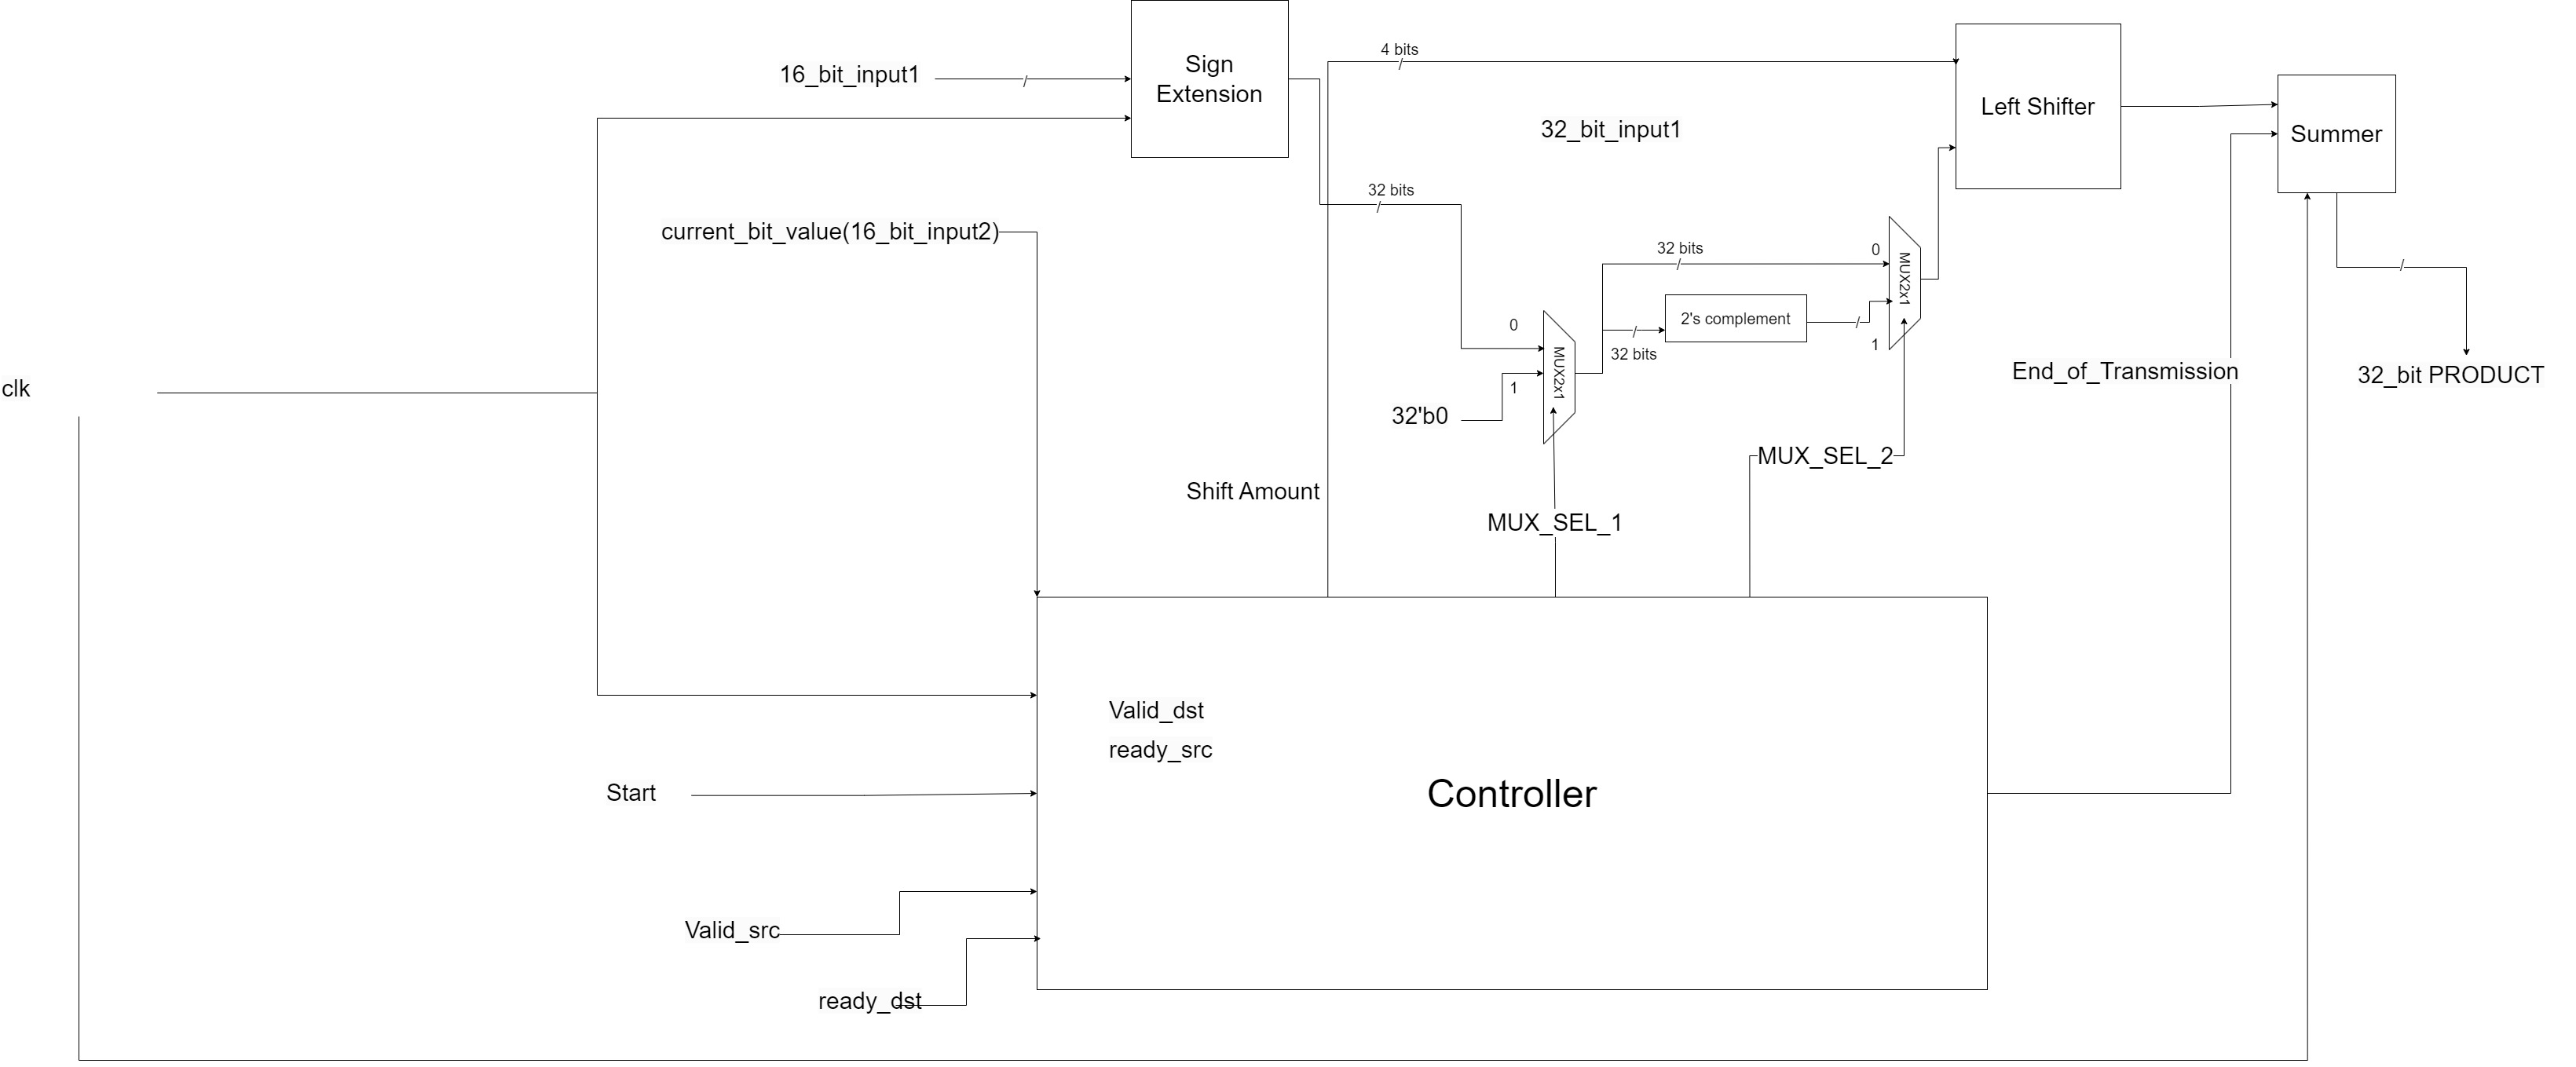 Sign
Extension
4 bits
16_bit_input1
Left Shifter
32_bit_input1
Summer
32 bits
current_bit_value(16_bit_input2)
32 bits
0
MUX2x1
2's complement
0
1
32 bits
MUX2x1
1
32'b0
clk
End_of_Transmission
32_bit PRODUCT
MUX_SEL_2
Shift Amount
MUX_SEL_1
Valid_dst
ready_src
Controller
Start
Valid_src
ready_dst